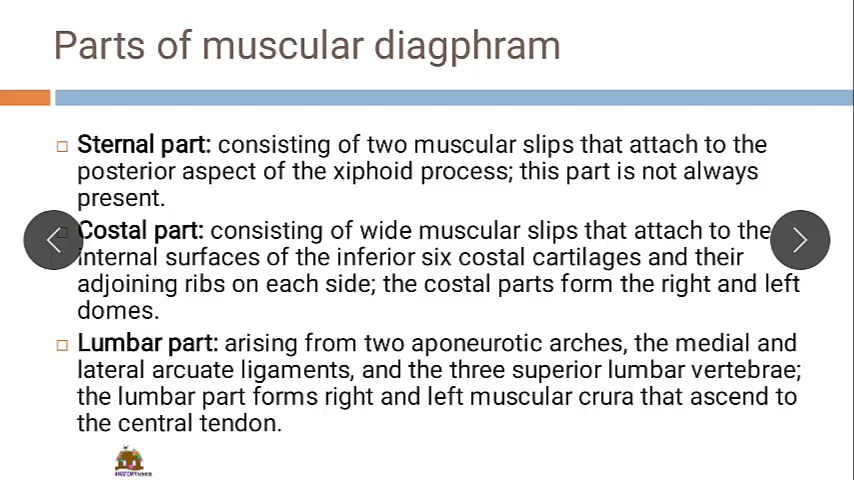 Parts of muscular diagphram
Sternal part: consisting of two muscular slips that attach to the
posterior aspect of the xiphoid process; this part is not always
present.
Costal part: consisting of wide muscular slips that attach to the
internal surfaces of the inferior six costal cartilages and their
adjoining ribs on each side; the costal parts form the right and left
domes.
Lumbar part: arising from two aponeurotic arches, the medial and
lateral arcuate ligaments, and the three superior lumbar vertebrae;
the lumbar part forms right and left muscular crura that ascend to
the central tendon.